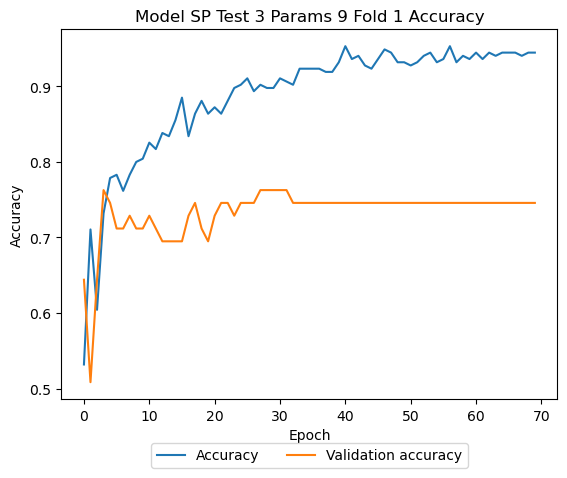 Model SP Test 3 Params 9 Fold 1 Accuracy
Accuracy
0.9
0.8
0.7
0.6
0.5
0 10 20 30 40 50 60 70
Epoch
Accuracy Validation accuracy